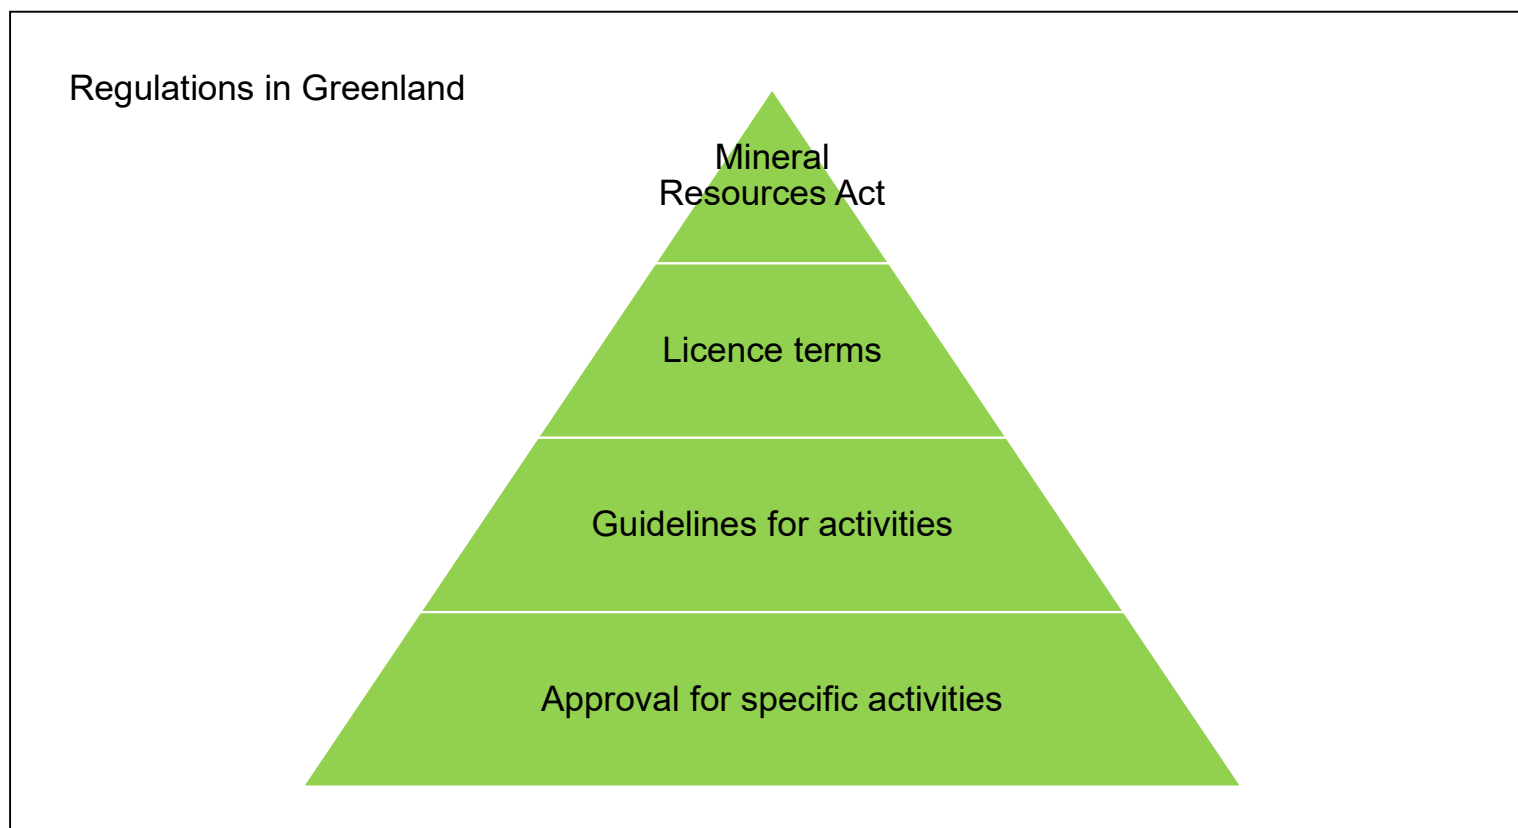 Regulations in Greenland
Mineral
Resources Act
Licence terms
Guidelines for activities
Approval for specific activities